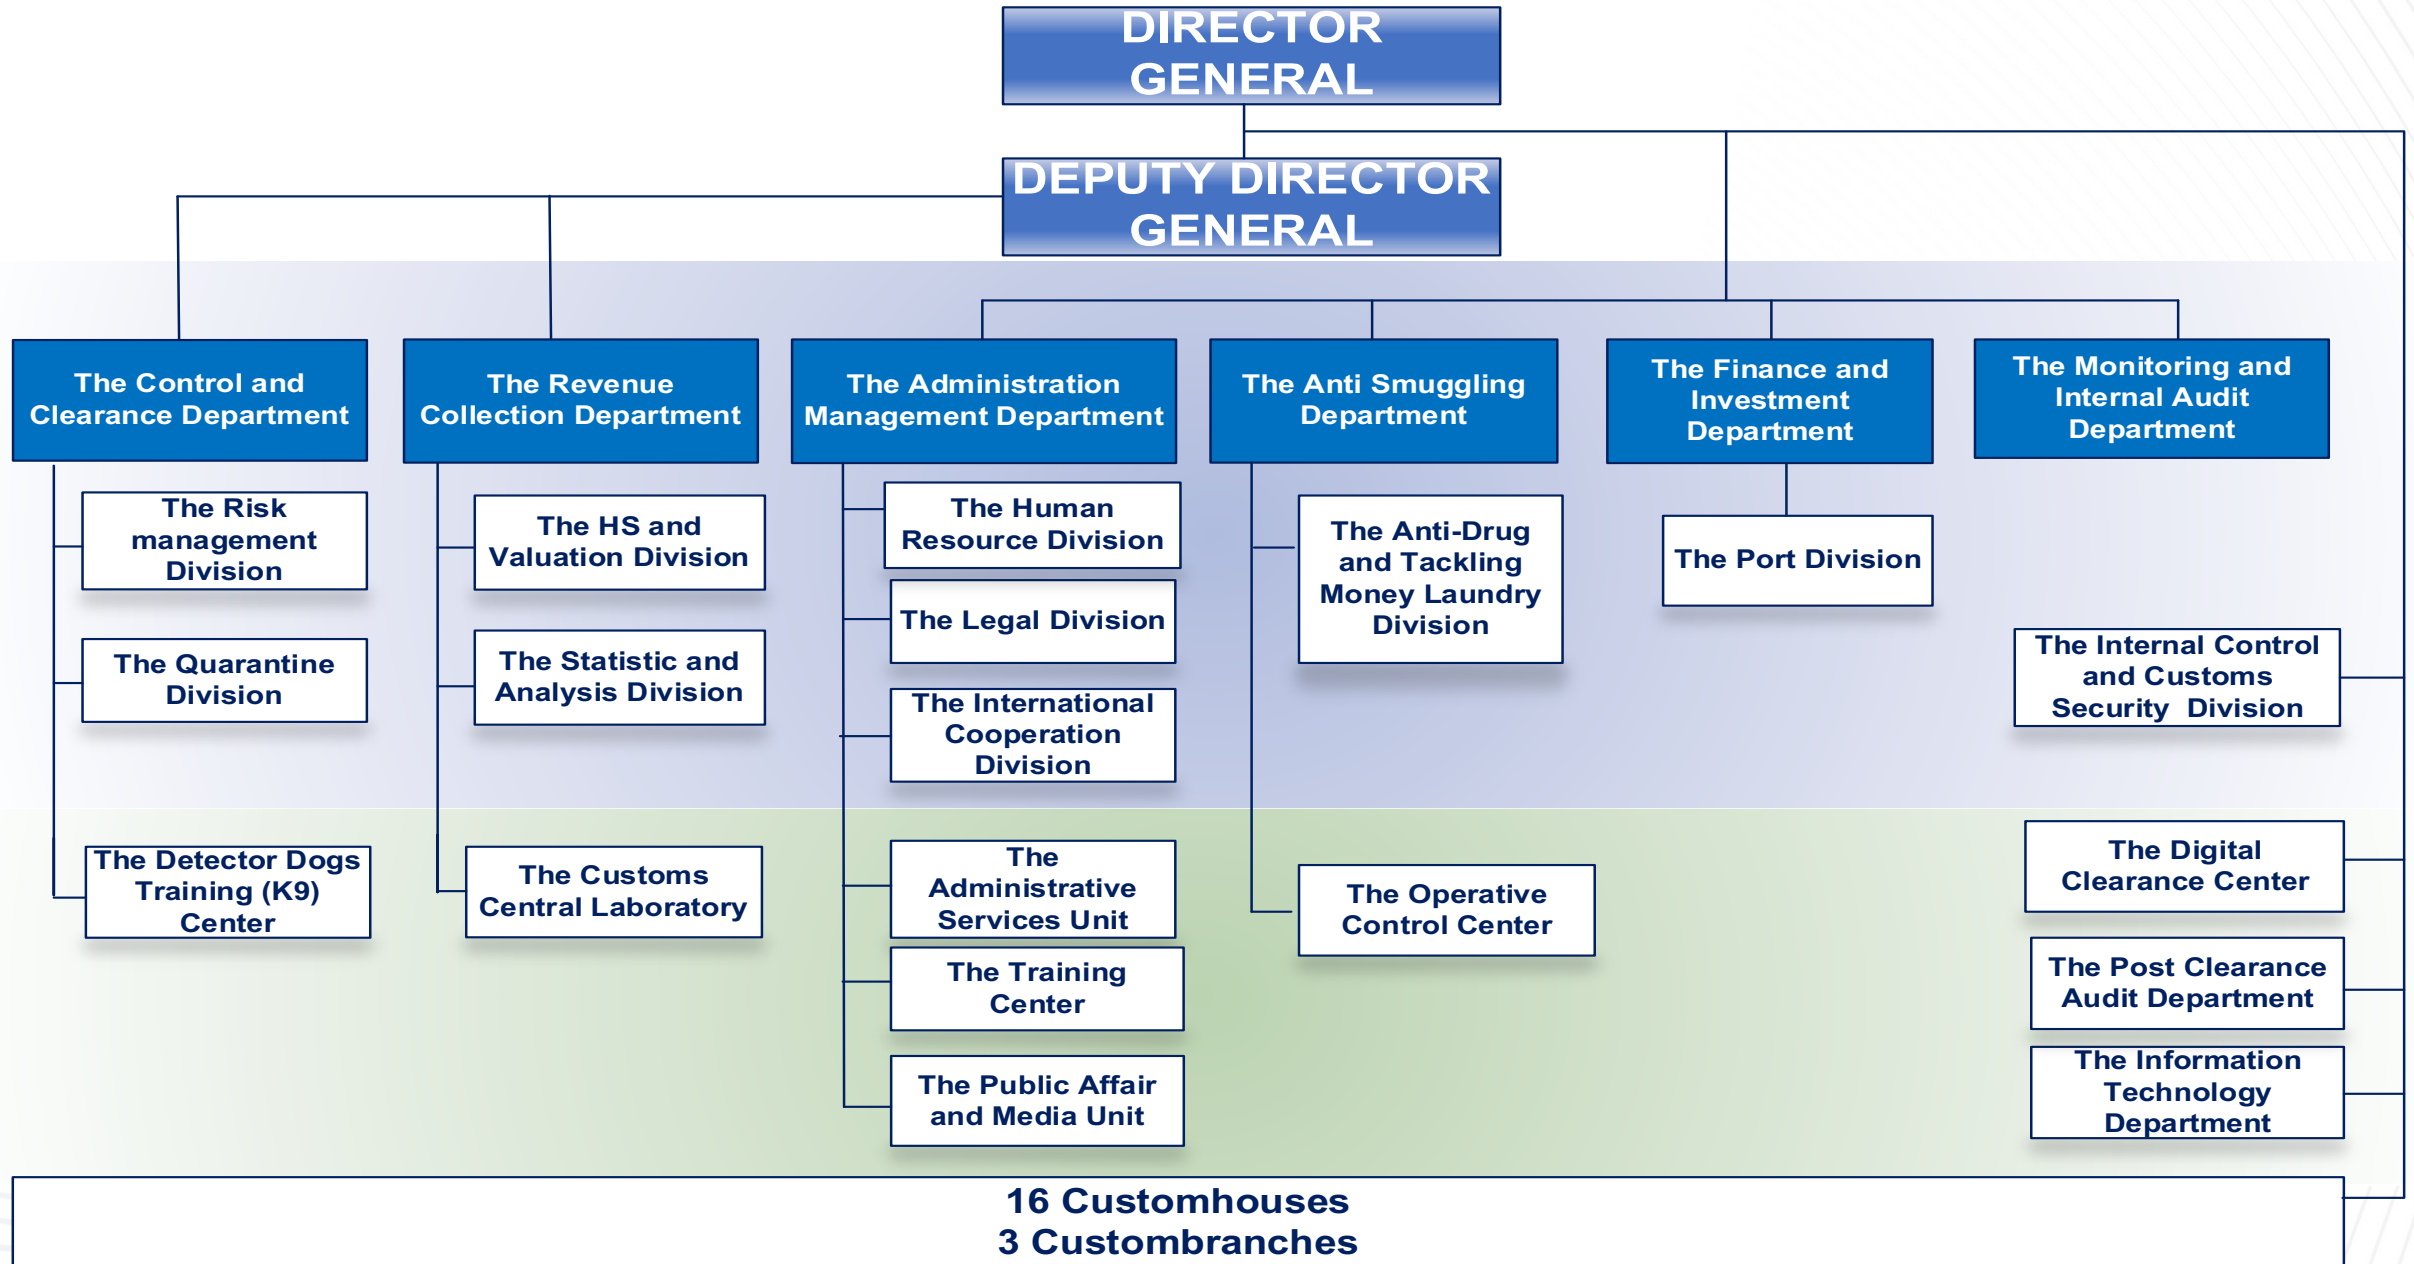 DIRECTOR
GENERAL
DEPUTY DIRECTOR
GENERAL
The Control and
Clearance Department
The Revenue
Collection Department
The Administration
Management Department
The Anti Smuggling
Department
The Finance and
Investment
Department
The Monitoring and
Internal Audit
Department
The Risk
management
Division
The Quarantine
Division
The Detector Dogs
Training (K9)
Center
The HS and
Valuation Division
The Statistic and
Analysis Division
The Customs
Central Laboratory
The Human
Resource Division
The Legal Division
The International
Cooperation
Division
The
Administrative
Services Unit
The Training
Center
The Public Affair
and Media Unit
The Anti-Drug
and Tackling
Money Laundry
Division
The Operative
Control Center
The Port Division
The Internal Control
and Customs
Security  Division
The Digital
Clearance Center
The Post Clearance
Audit Department
The Information
Technology
Department
16 Customhouses
3 Custombranches